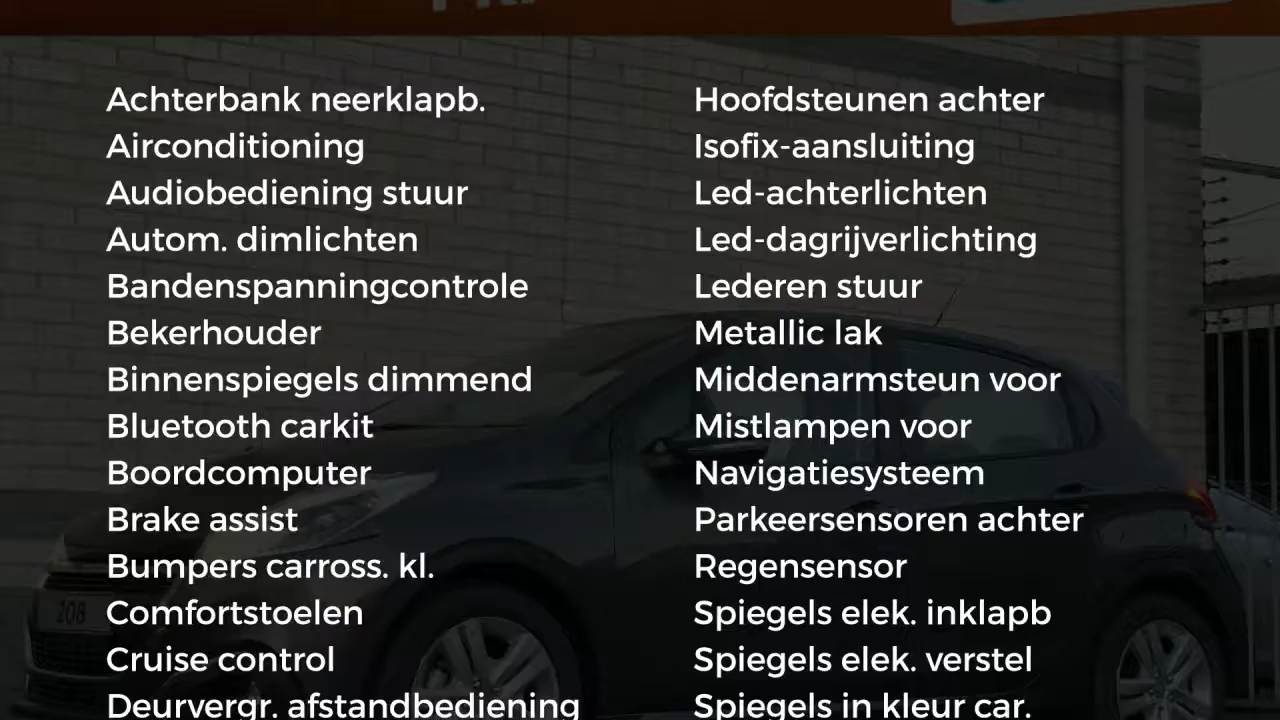 Achterbank neerklapb.
Airconditioning
Audiobediening stuur
Autom. dimlichten
Bandenspanningcontrole
Bekerhouder
Binnenspiegels dimmend
Bluetooth carkit
Boordcomputer
Brake assist
Bumpers carross. kl.
Comfortstoelen
Cruise control
Deurvergr. afstandbediening
Hoofdsteunen achter
Isofix-aansluiting
Led-achterlichten
Led-dagrijverlichting
Lederen stuur
Metallic lak
Middenarmsteun voor
Mistlampen voor
Navigatiesysteem
Parkeersensoren achter
Regensensor
Spiegels elek. inklapb
Spiegels elek. verstel
Spiegels in kleur car.
208